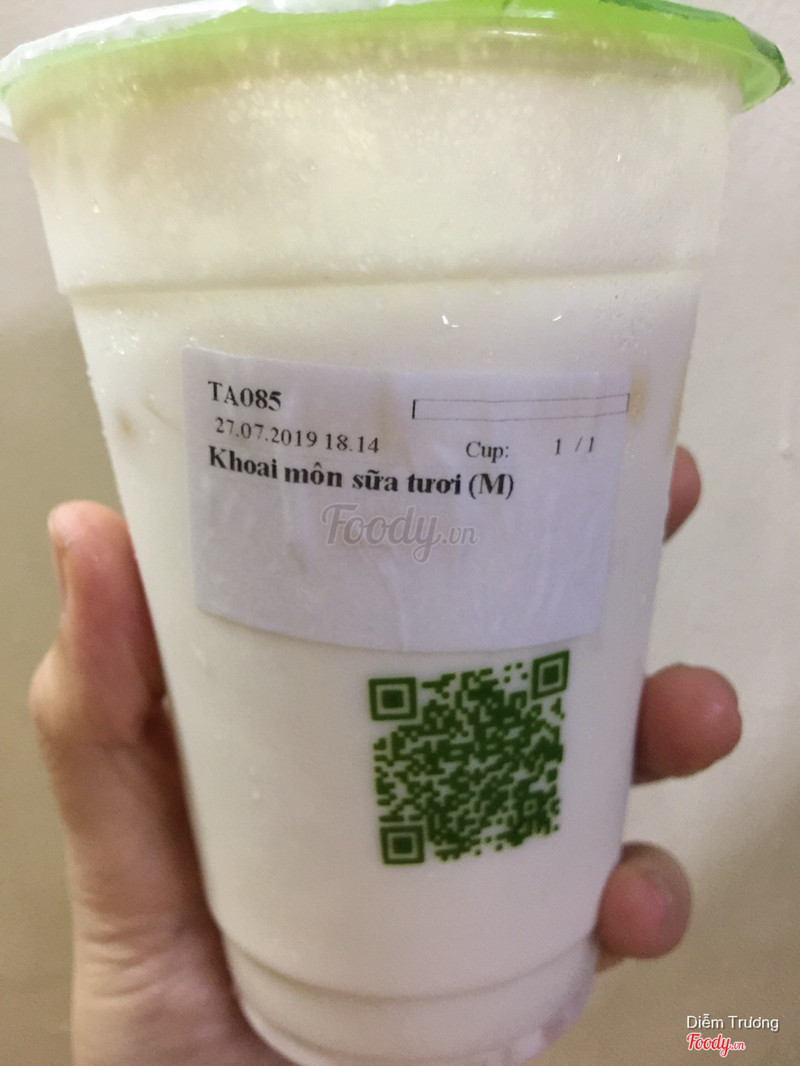 TA085
27.07.2019 18.14 Cup: 1 / 1
Khoai môn sữa tươi (M)
Foody.vn
Diễm Trương
Foody.vn